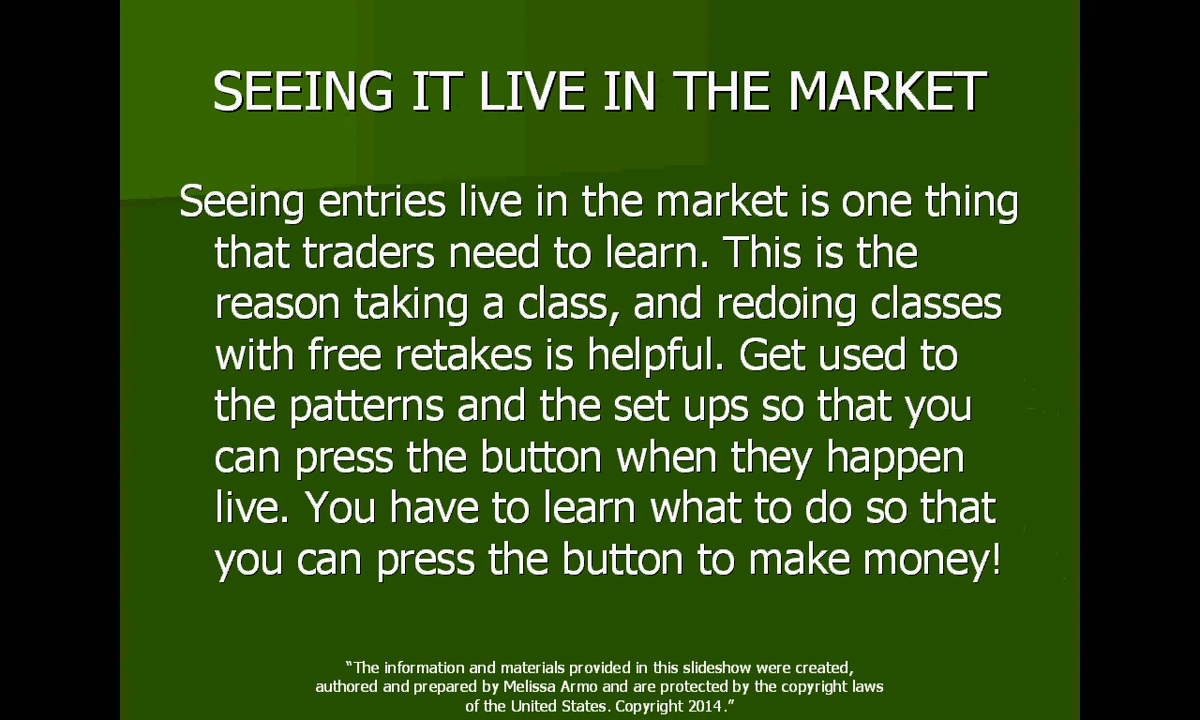 SEEING IT LIVE IN THE MARKET
Seeing entries live in the market is one thing
that traders need to learn. This is the
reason taking a class, and redoing classes
with free retakes is helpful. Get used to
the patterns and the set ups so that you
can press the button when they happen
live. You have to learn what to do so that
you can press the button to make money!
“The information and materials provided in this slideshow were created,
authored and prepared by Melissa Armo and are protected by the copyright laws
of the United States. Copyright 2014.”